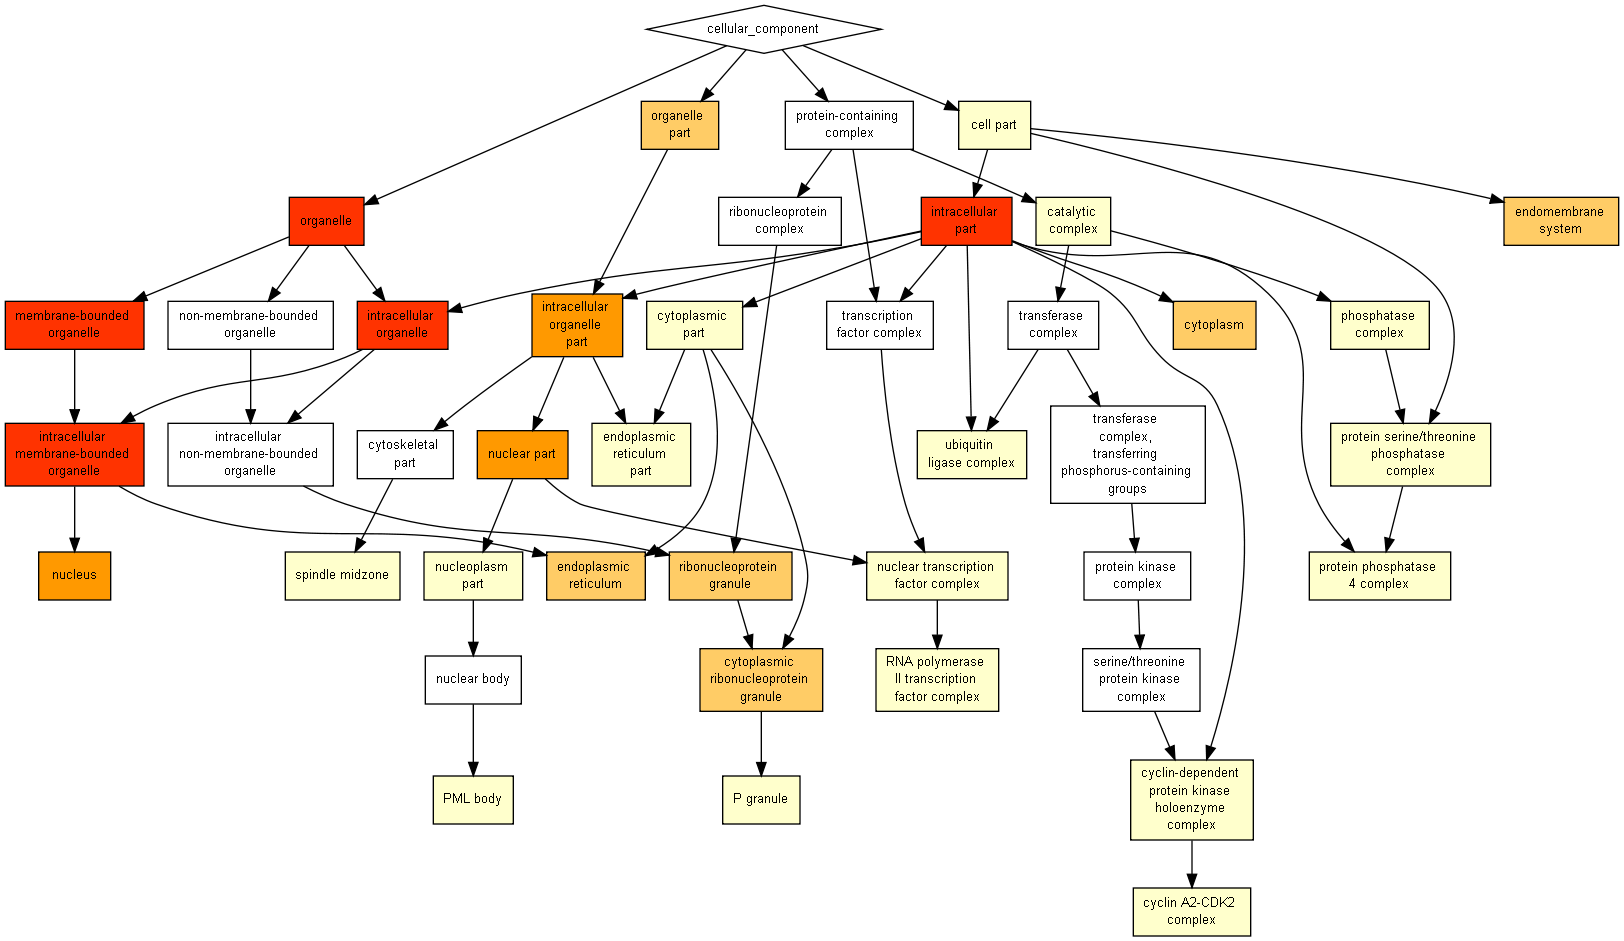 cellular_component
organelle
part
protein-containing
complex
cell part
organelle
ribonucleoprotein
complex
intracellular
part
catalytic
complex
endomembrane
system
membrane-bounded
organelle
non-membrane-bounded
organelle
intracellular
organelle
intracellular
organelle
part
cytoplasmic
part
transcription
factor complex
transferase
complex
cytoplasm
phosphatase
complex
intracellular
membrane-bounded
organelle
intracellular
non-membrane-bounded
organelle
cytoskeletal
part
nuclear part
endoplasmic
reticulum
part
ubiquitin
ligase complex
transferase
complex,
transferring
phosphorus-containing
groups
protein serine/threonine
phosphatase
complex
nucleus
spindle midzone
nucleoplasm
part
endoplasmic
reticulum
ribonucleoprotein
granule
nuclear transcription
factor complex
protein kinase
complex
protein phosphatase
4 complex
nuclear body
cytoplasmic
ribonucleoprotein
granule
RNA polymerase
II transcription
factor complex
serine/threonine
protein kinase
complex
PML body
P granule
cyclin-dependent
protein kinase
holoenzyme
complex
cyclin A2-CDK2
complex